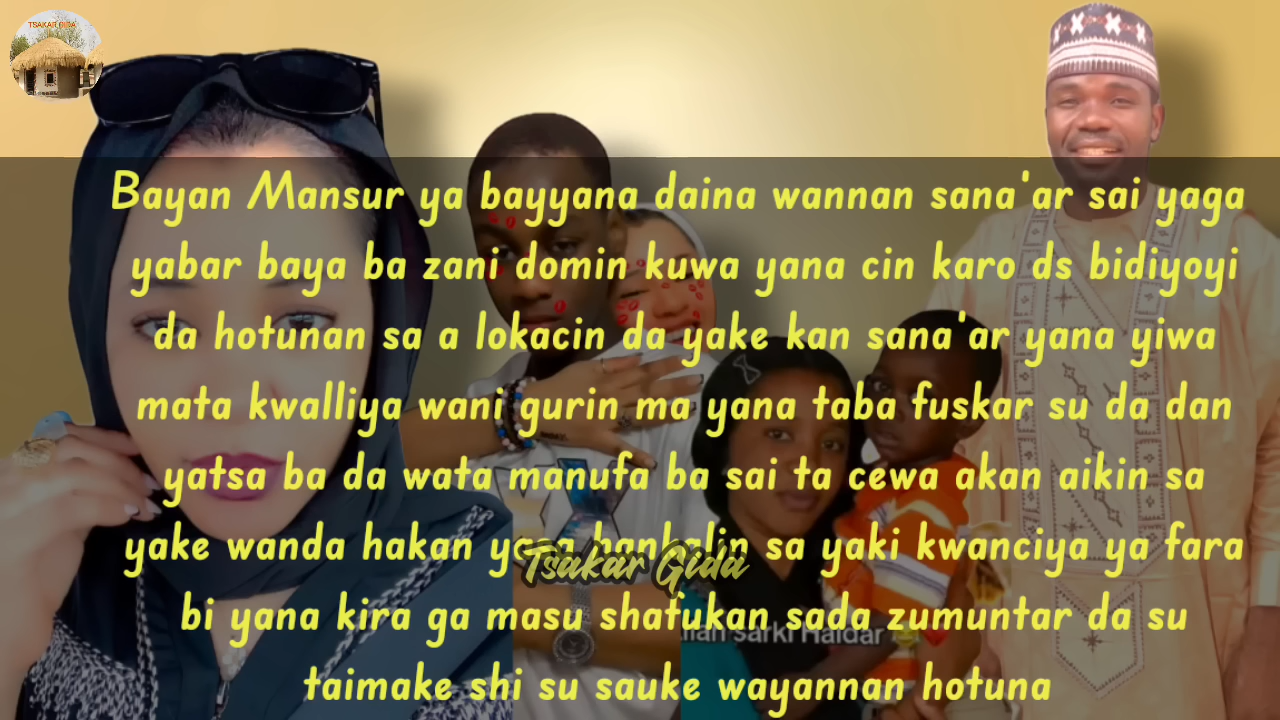 TSAKAR GIDA
Bayan Mansur ya bayyana daina wannan sana'ar sai yaga
yabar baya ba zani domin kuwa yana cin karo ds bidiyoyi
da hotunan sa a lokacin da yake kan sana'ar yana yiwa
mata kwalliya wani gurin ma yana taba fuskar su da dan
yatsa ba da wata manufa ba sai ta cewa akan aikin sa
yake wanda hakan sa yaki kwanciya ya fara
Tsakar Gida
bi yana kira ga masu shafukan sada zumuntar da su
sarki Haidar
taimake shi su sauke wayannan hotuna